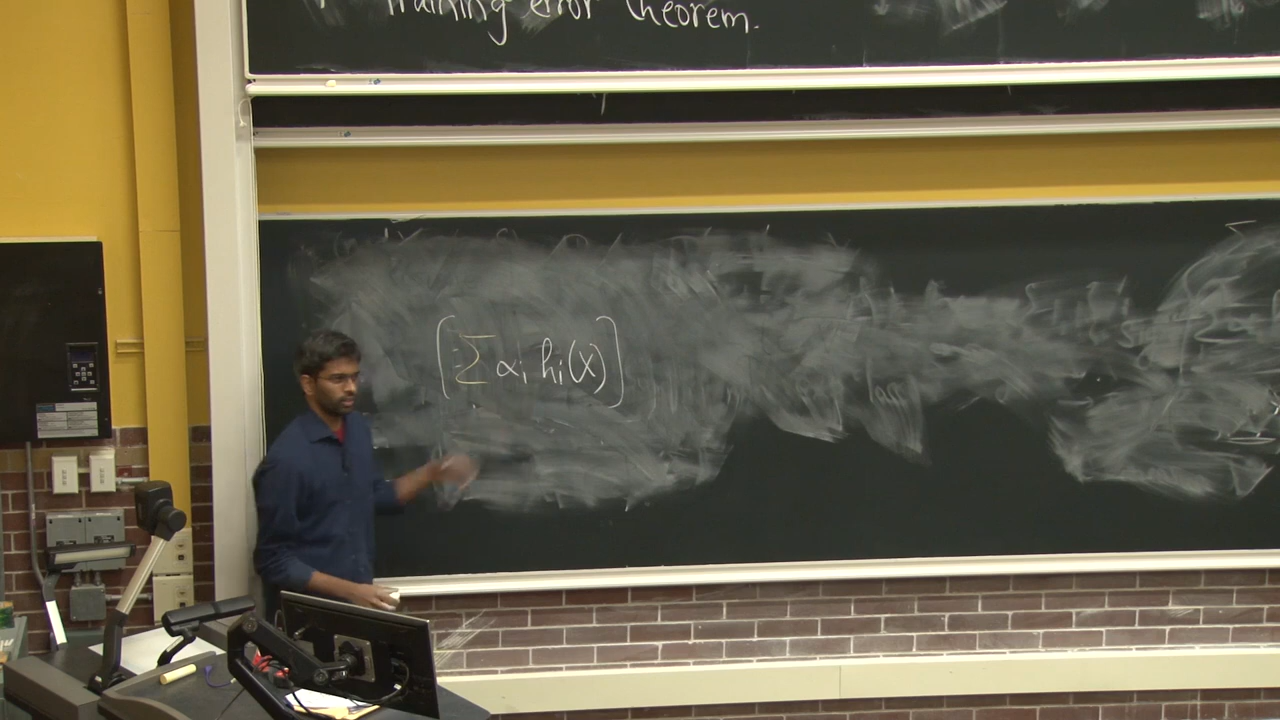 Training error theorem.
[∑ αᵢ hᵢ(x)]